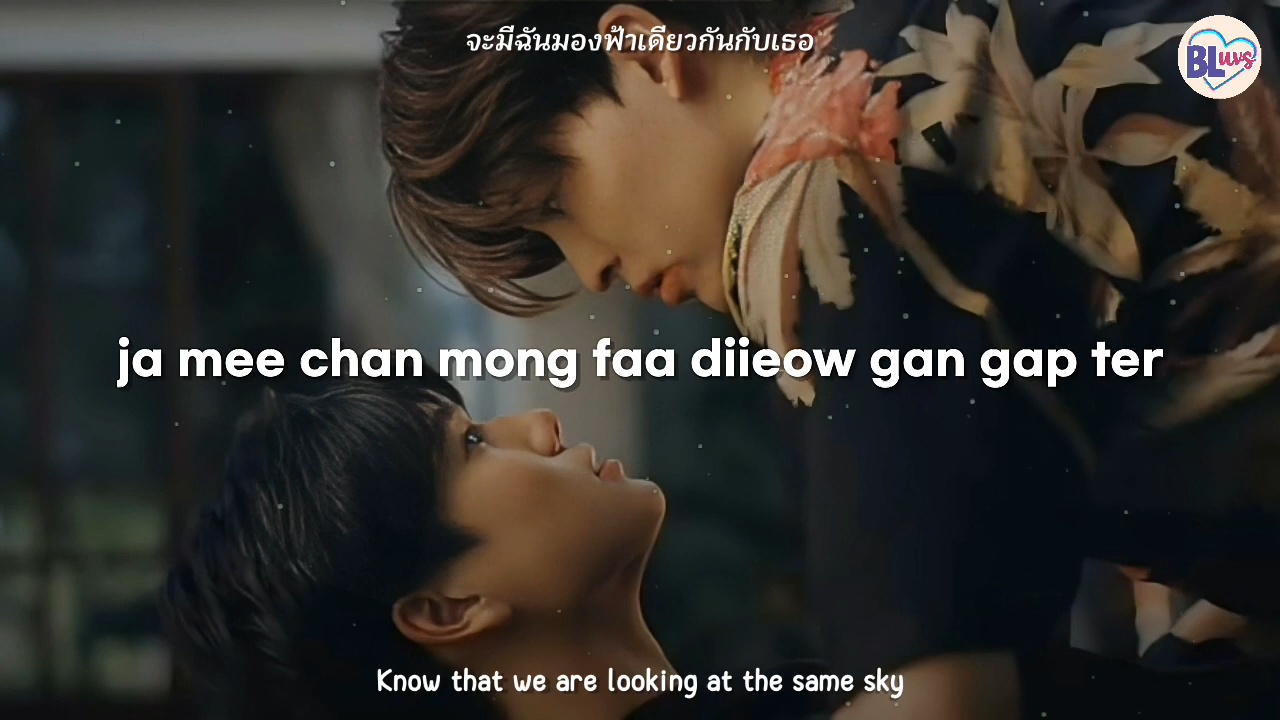 จะมีฉันมองฟ้าเดียวกันกับเธอ
BLuvs
ja mee chan mong faa diieow gan gap ter
Know that we are looking at the same sky